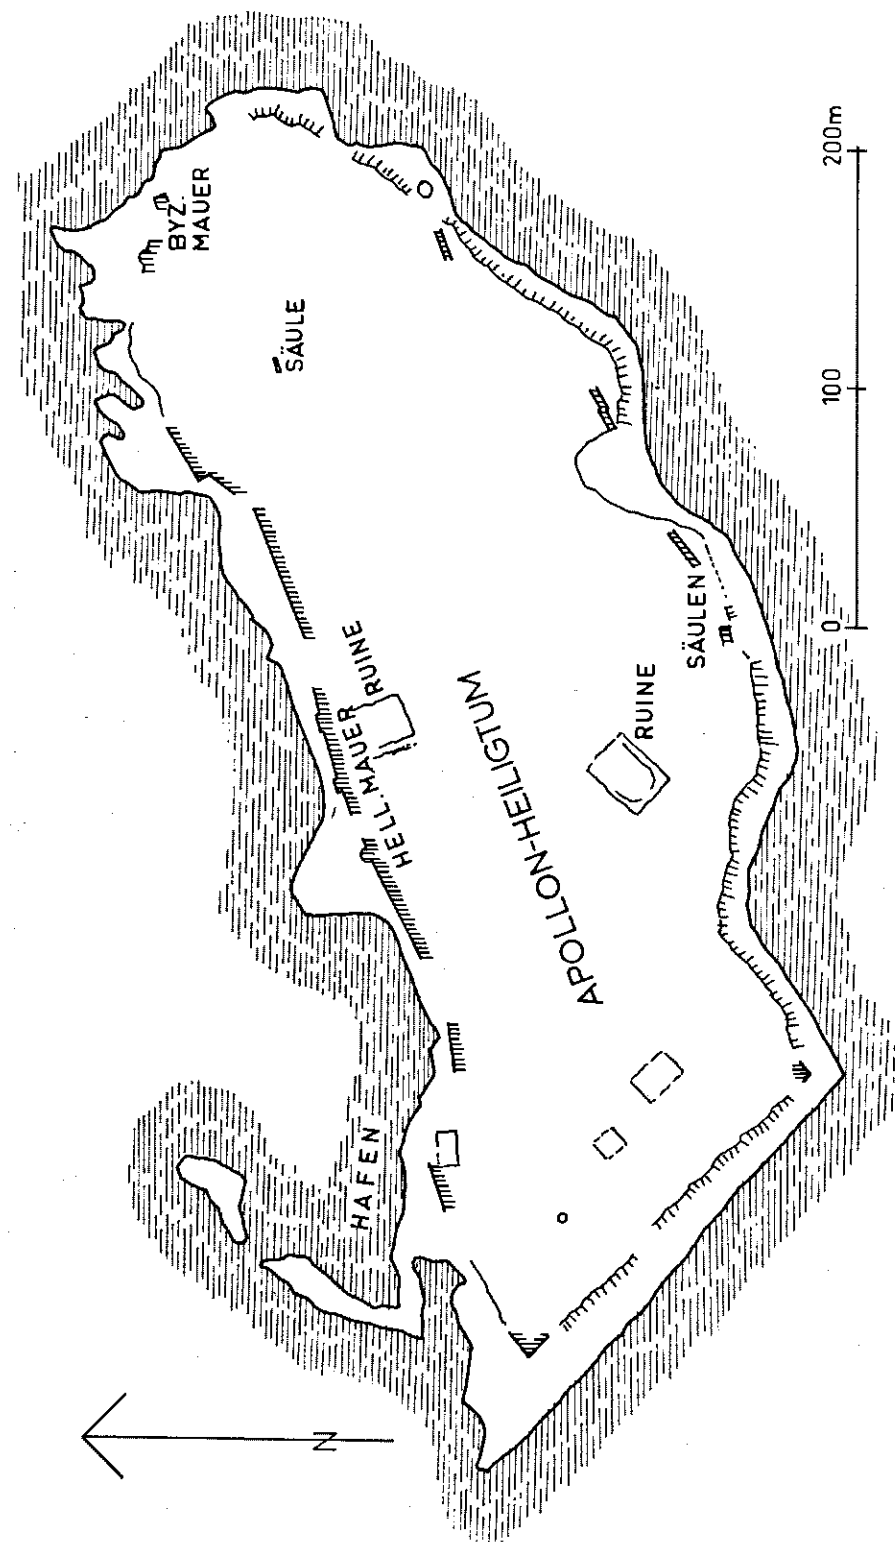 BYZ.
MAUER
SÄULE
HELL. MAUER
RUINE
APOLLON-HEILIGTUM
RUINE
SÄULEN
HAFEN
N
0
100
200m